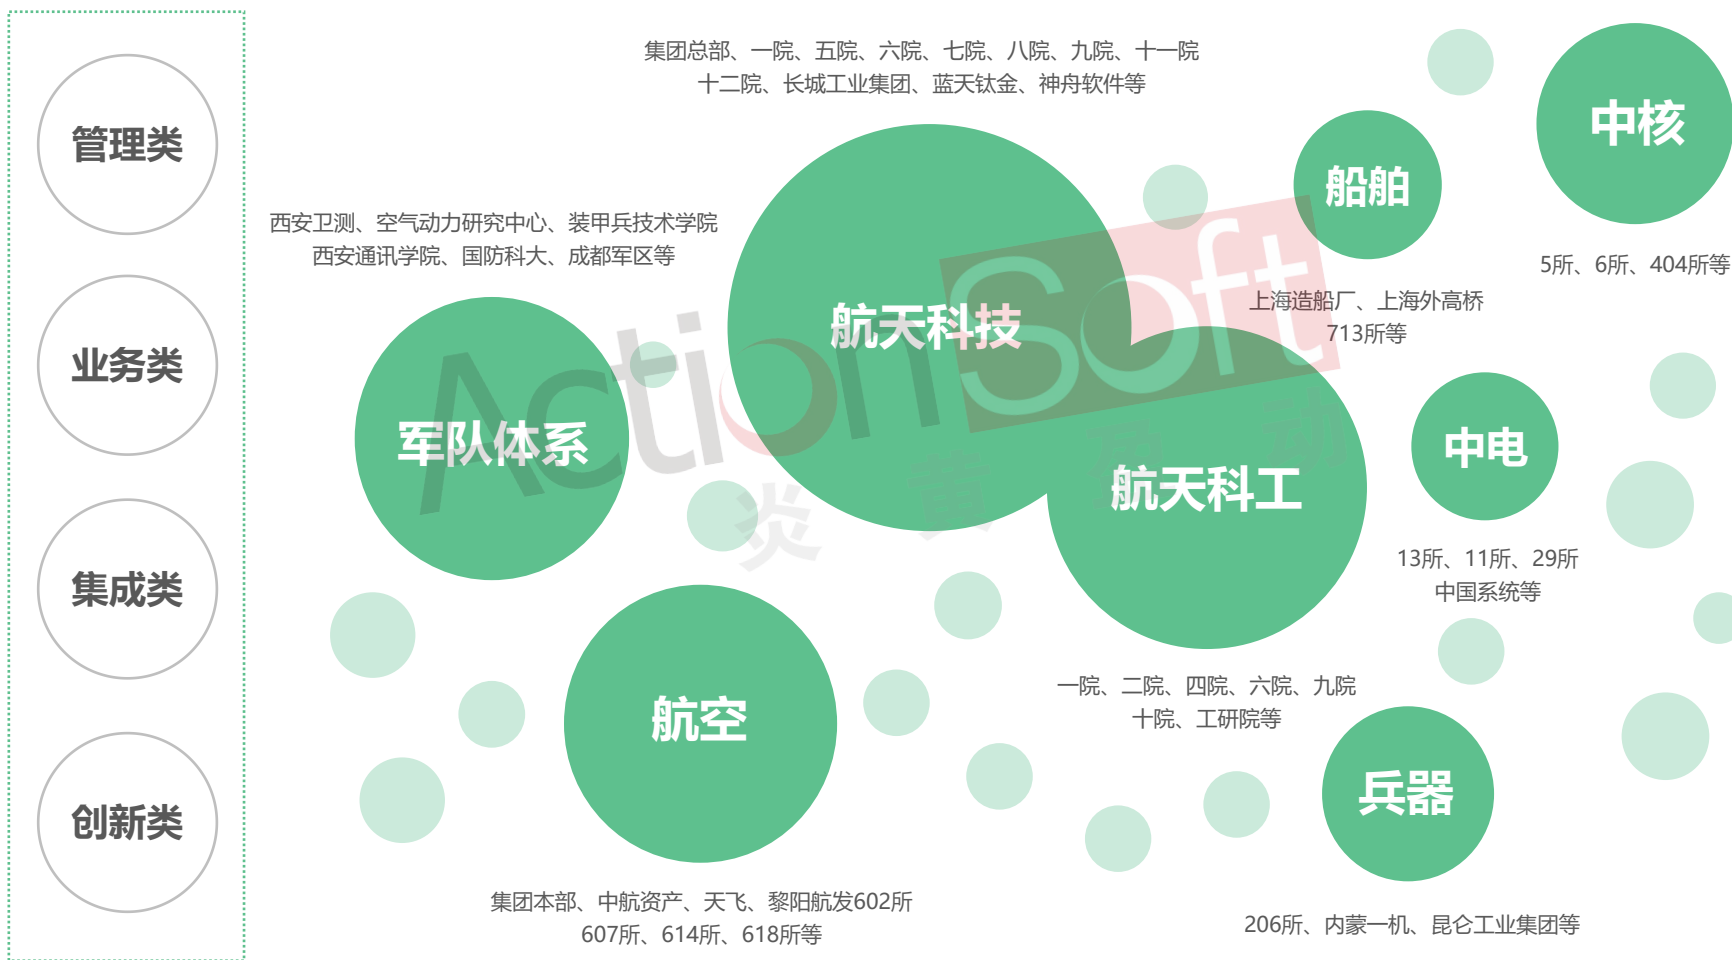 管理类
业务类
集成类
创新类
集团总部、一院、五院、六院、七院、八院、九院、十一院
十二院、长城工业集团、蓝天钛金、神舟软件等
航天科技
西安卫测、空气动力研究中心、装甲兵技术学院
西安通讯学院、国防科大、成都军区等
军队体系
船舶
上海造船厂、上海外高桥
713所等
中核
5所、6所、404所等
航天科工
一院、二院、四院、六院、九院
十院、工研院等
中电
13所、11所、29所
中国系统等
航空
集团本部、中航资产、天飞、黎阳航发602所
607所、614所、618所等
兵器
206所、内蒙一机、昆仑工业集团等
ActionSoft
炎黄盈动